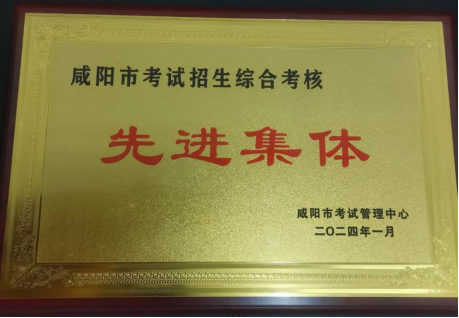 咸阳市考试招生综合考核
先进集体
咸阳市考试管理中心
二〇二四年一月